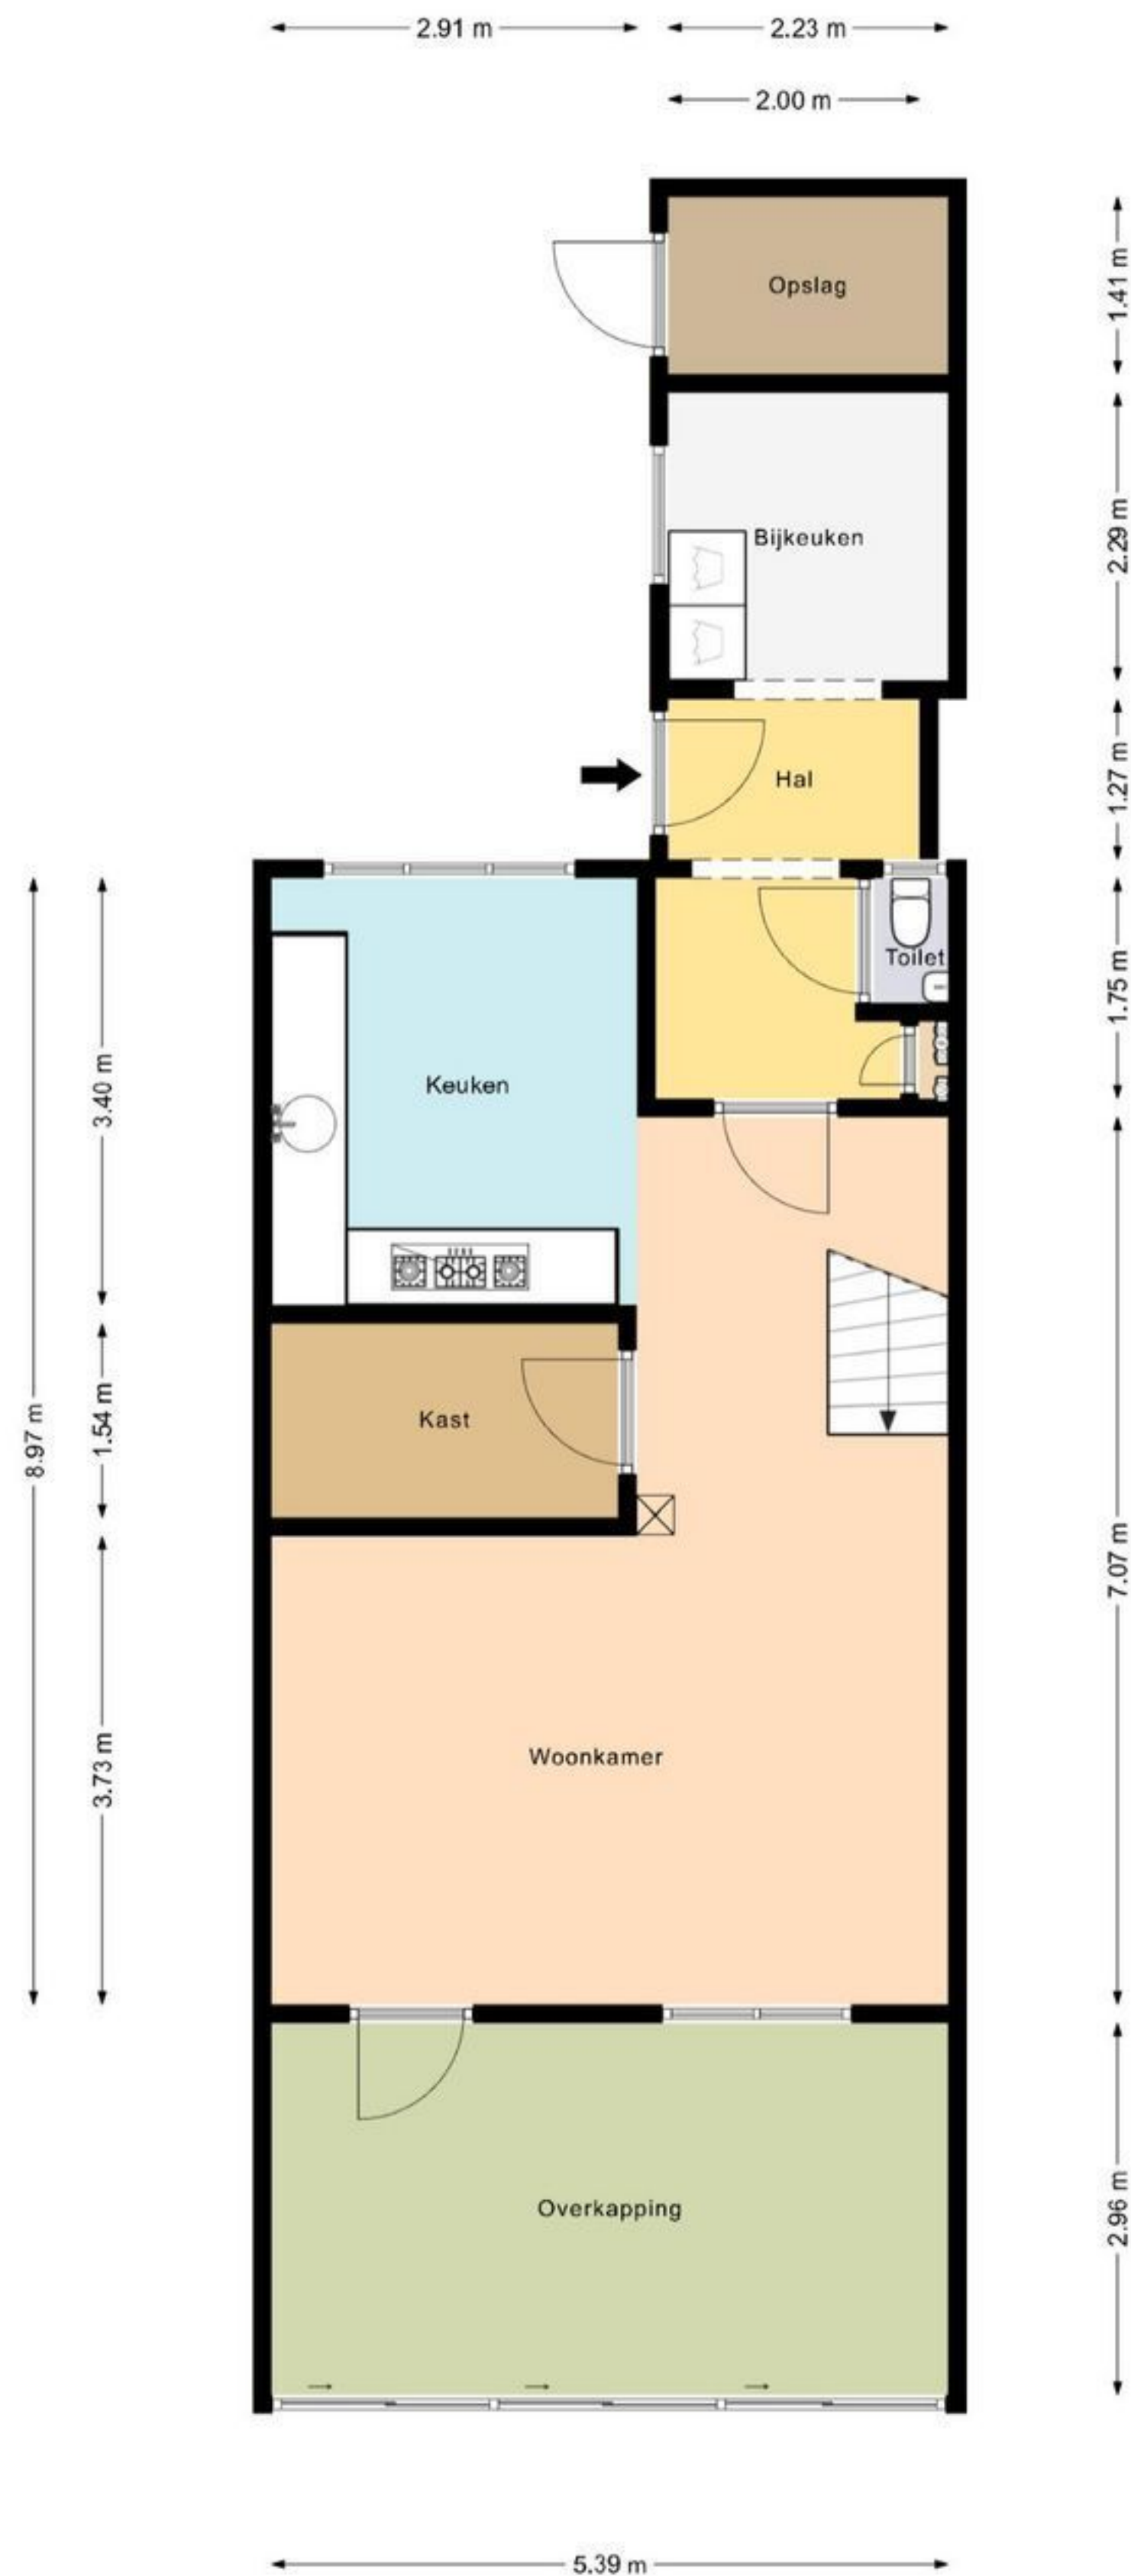 2.91 m
2.23 m
2.00 m
Opslag
1.41 m
Bijkeuken
2.29 m
Hal
1.27 m
Toilet
1.75 m
Keuken
3.40 m
Kast
1.54 m
8.97 m
7.07 m
Woonkamer
3.73 m
Overkapping
2.96 m
5.39 m